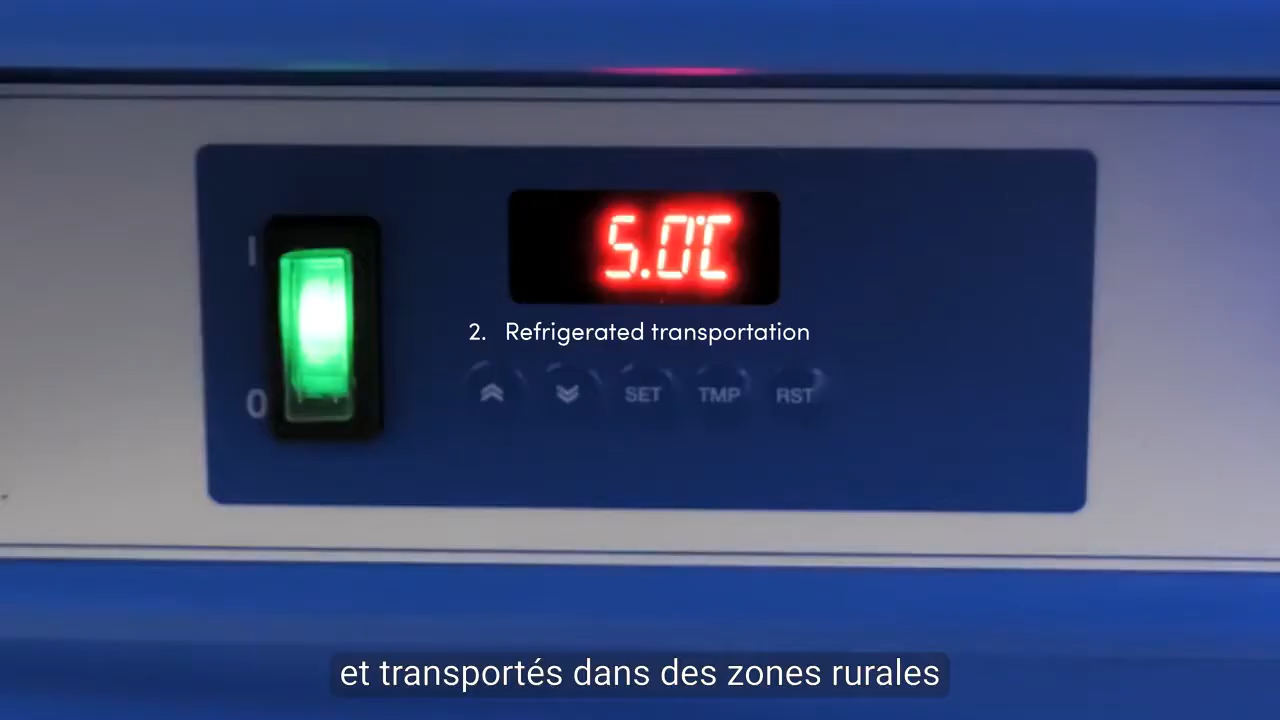 5.0°C
I
2. Refrigerated transportation
SET TMP RST
0
et transportés dans des zones rurales